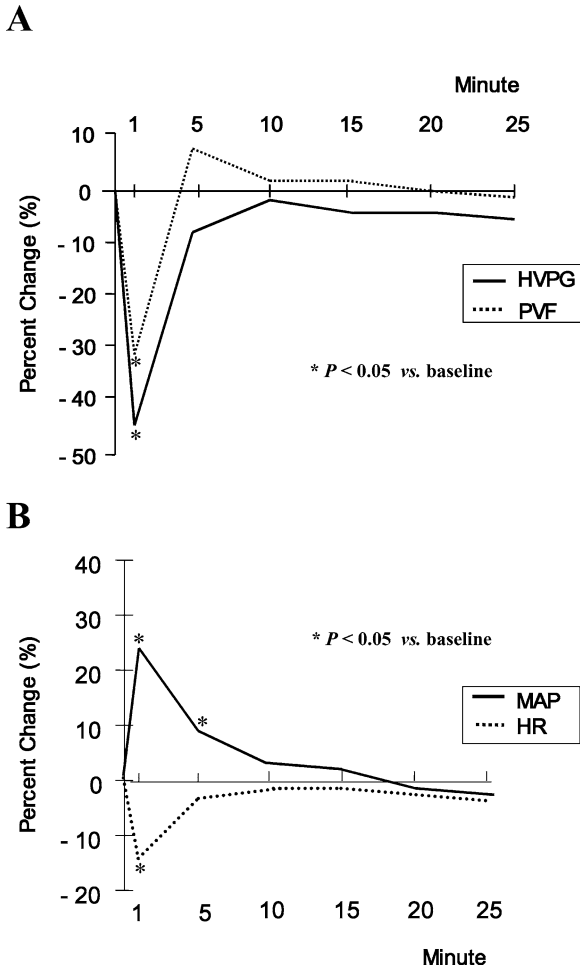 A
Minute
1 5 10 15 20 25
10
0
- 10
- 20
- 30
- 40
- 50
Percent Change (%)
*
*
HVPG
PVF
* P < 0.05 vs. baseline
B
40
30
20
10
0
- 10
- 20
Percent Change (%)
*
*
*
* P < 0.05 vs. baseline
MAP
HR
1 5 10 15 20 25
Minute